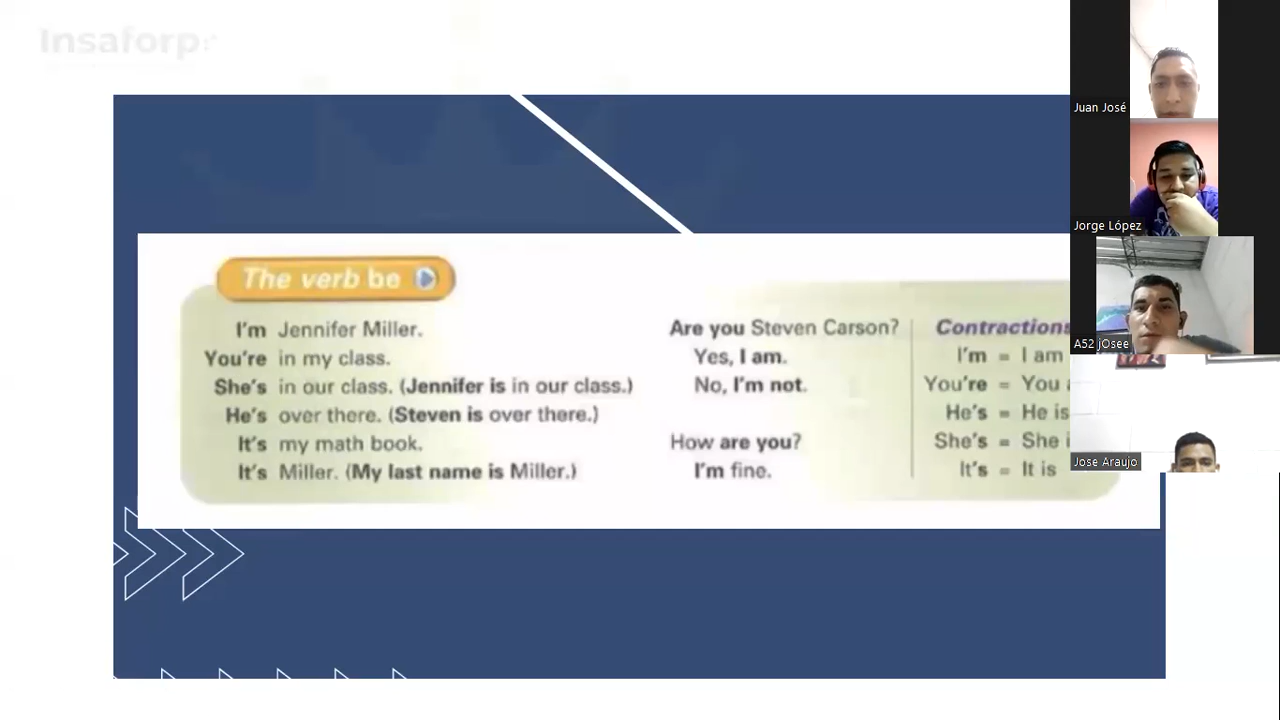 Insaforp
The verb be
I'm Jennifer Miller.
You're in my class.
She's in our class. (Jennifer is in our class.)
He's over there. (Steven is over there.)
It's my math book.
It's Miller. (My last name is Miller.)
Are you Steven Carson?
Yes, I am.
No, I'm not.
How are you?
I'm fine.
Contractions
I'm = I am
You're = You a
He's = He is
She's = She i
It's = It is
Juan José
Jorge López
A52 jOsee
Jose Araujo